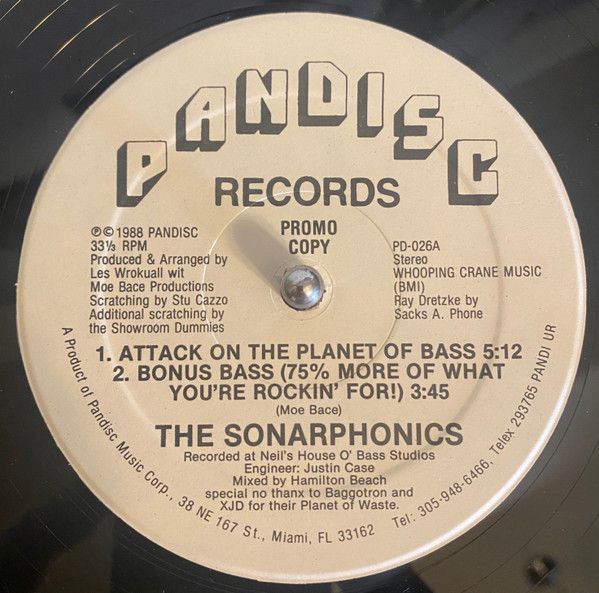 PANDISC
RECORDS
PROMO
COPY
℗© 1988 PANDISC
33⅓ RPM
Produced & Arranged by
Les Wrokuall wit
Moe Bace Productions
Scratching by Stu Cazzo
Additional scratching by
the Showroom Dummies
PD-026A
Stereo
WHOOPING CRANE MUSIC
(BMI)
Ray Dretzke by
Sacks A. Phone
1. ATTACK ON THE PLANET OF BASS 5:12
2. BONUS BASS (75% MORE OF WHAT
YOU'RE ROCKIN' FOR!) 3:45
(Moe Bace)
THE SONARPHONICS
Recorded at Neil's House O' Bass Studios
Engineer: Justin Case
Mixed by Hamilton Beach
special no thanx to Baggotron and
XJD for their Planet of Waste.
A Product of Pandisc Music Corp., 38 NE 167 St., Miami, FL 33162 Tel: 305-948-6466, Telex 293765 PANDI UR